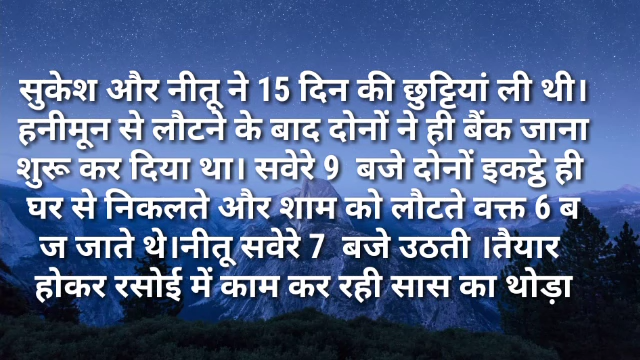 सुकेश और नीतू ने 15 दिन की छुट्टियां ली थी।
हनीमून से लौटने के बाद दोनों ने ही बैंक जाना
शुरू कर दिया था। सवेरे 9 बजे दोनों इकट्ठे ही
घर से निकलते और शाम को लौटते वक्त 6 ब
ज जाते थे।नीतू सवेरे 7 बजे उठती ।तैयार
होकर रसोई में काम कर रही सास का थोड़ा